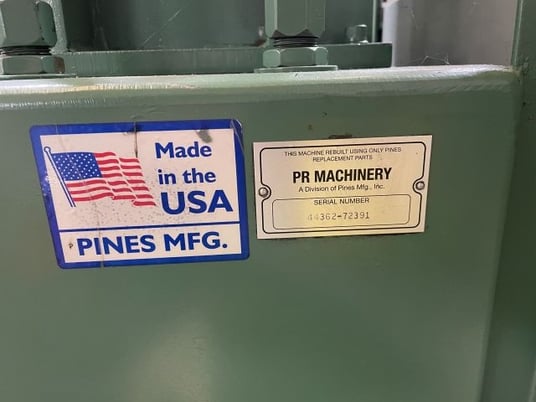 Made
in the
USA
PINES MFG.
THIS MACHINE REBUILT USING ONLY PINES
REPLACEMENT PARTS
PR MACHINERY
A Division of Pines Mfg., Inc.
SERIAL NUMBER
44362-72391